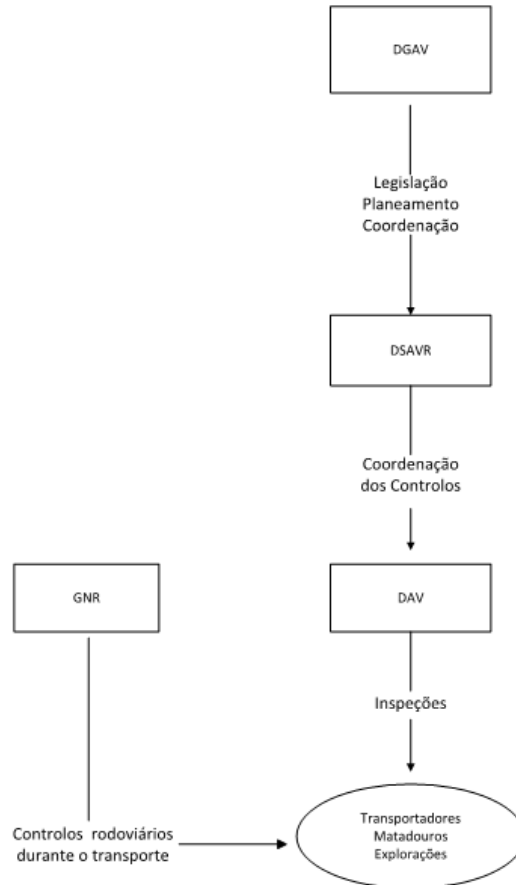 DGAV
Legislação
Planeamento
Coordenação
DSAVR
Coordenação
dos Controlos
GNR
DAV
Inspeções
Controlos rodoviários
durante o transporte
Transportadores
Matadouros
Explorações